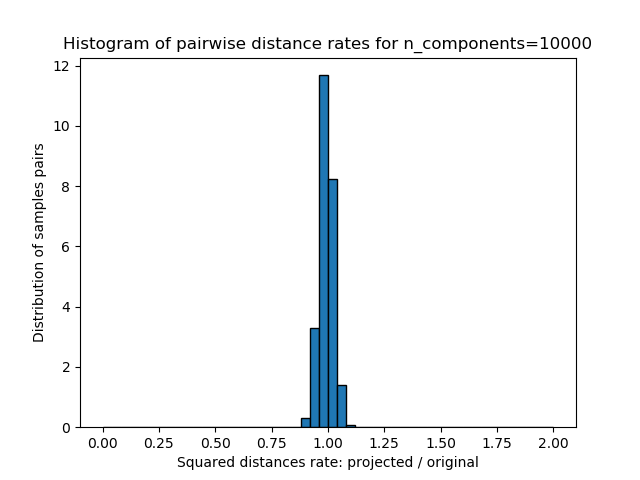 Histogram of pairwise distance rates for n_components=10000
Distribution of samples pairs
12
10
8
6
4
2
0
0.00 0.25 0.50 0.75 1.00 1.25 1.50 1.75 2.00
Squared distances rate: projected / original